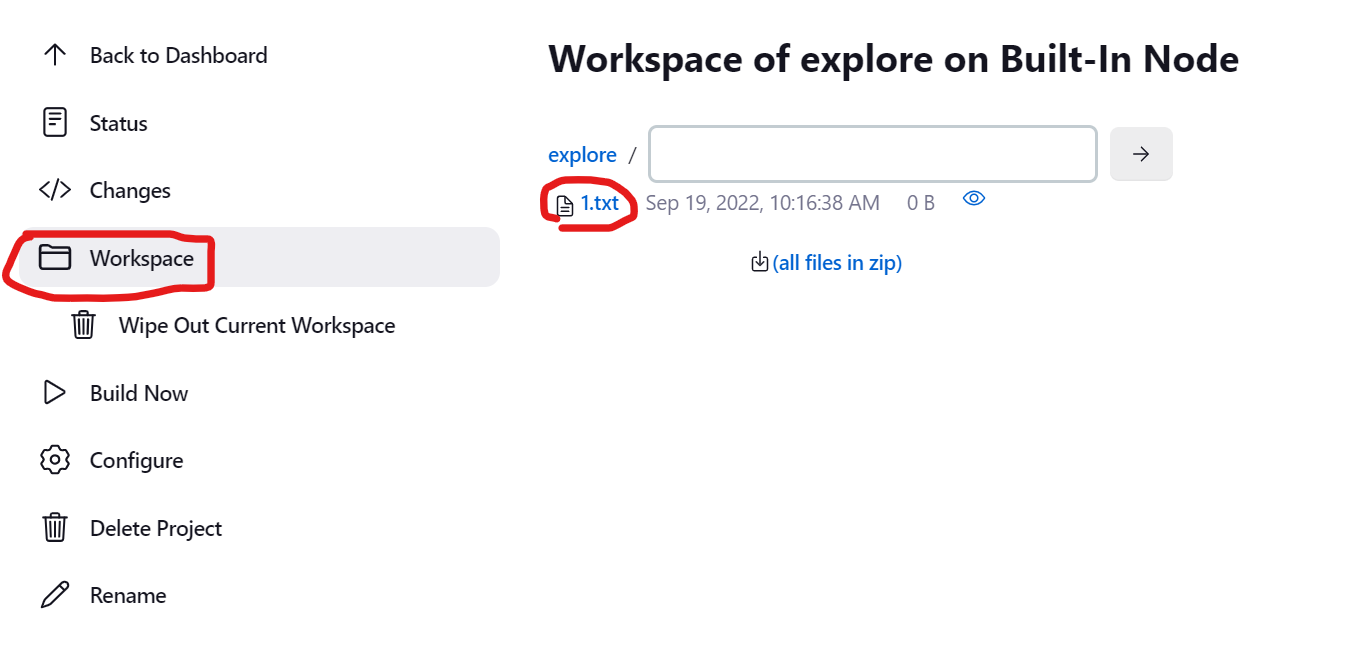 Back to Dashboard
Status
Changes
Workspace
Wipe Out Current Workspace
Build Now
Configure
Delete Project
Rename
Workspace of explore on Built-In Node
explore /
1.txt Sep 19, 2022, 10:16:38 AM 0 B
(all files in zip)